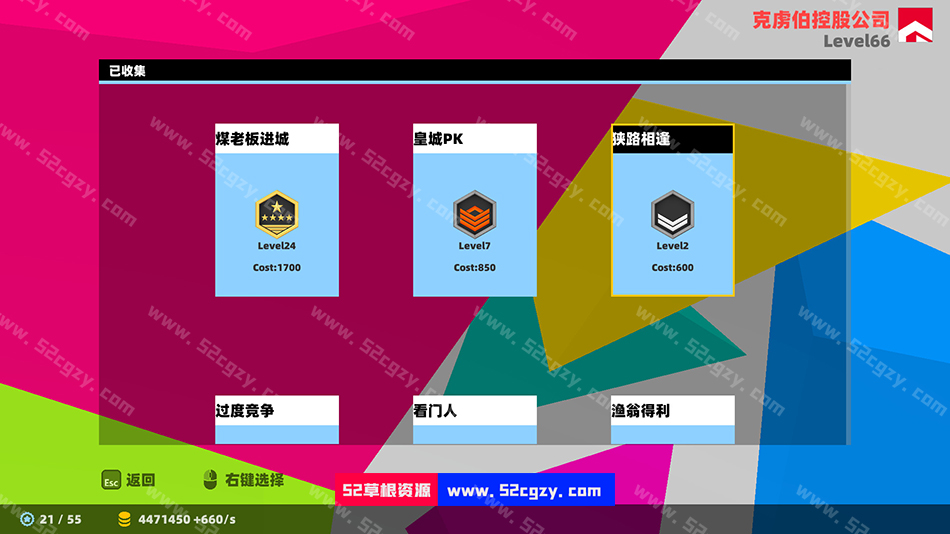 克虏伯控股公司
Level66
已收集
煤老板进城
皇城PK
狭路相逢
Level24
Level7
Level2
Cost:1700
Cost:850
Cost:600
过度竞争
看门人
渔翁得利
Esc 返回
右键选择
52草根资源 www.52cgzy.com
21 / 55
4471450 +660/s
www.52cgzy.com